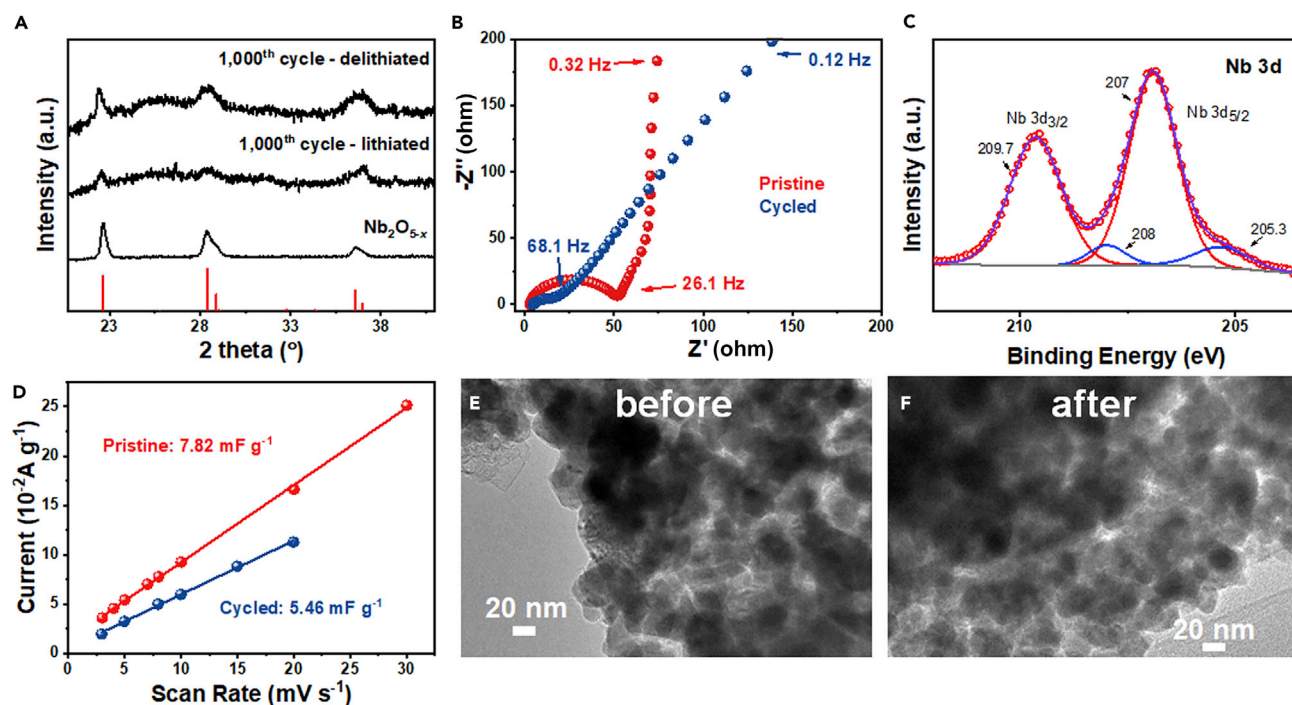 A
1,000th cycle - delithiated
1,000th cycle - lithiated
Nb2O5-x
Intensity (a.u.)
23 28 33 38
2 theta (°)
B
200
150
100
50
0
-Z'' (ohm)
0.32 Hz
0.12 Hz
Pristine
Cycled
68.1 Hz
26.1 Hz
0 50 100 150 200
Z' (ohm)
C
Nb 3d
207
Nb 3d3/2
Nb 3d5/2
209.7
208
205.3
Intensity (a.u.)
210 205
Binding Energy (eV)
D
25
20
15
10
5
0
Current (10-2A g-1)
Pristine: 7.82 mF g-1
Cycled: 5.46 mF g-1
0 5 10 15 20 25 30
Scan Rate (mV s-1)
E
before
20 nm
F
after
20 nm